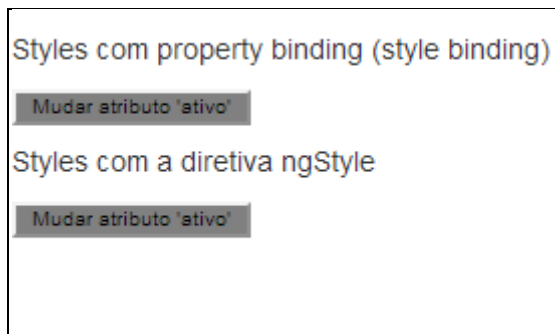 Styles com property binding (style binding)
Mudar atributo 'ativo'
Styles com a diretiva ngStyle
Mudar atributo 'ativo'